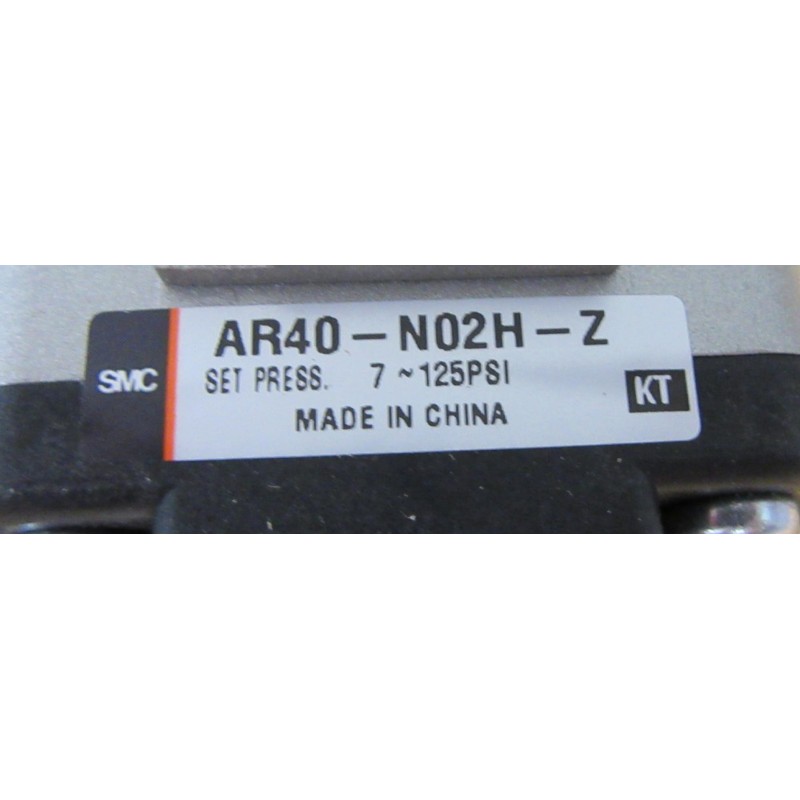 SMC
AR40-N02H-Z
SET PRESS. 7~125PSI
KT
MADE IN CHINA